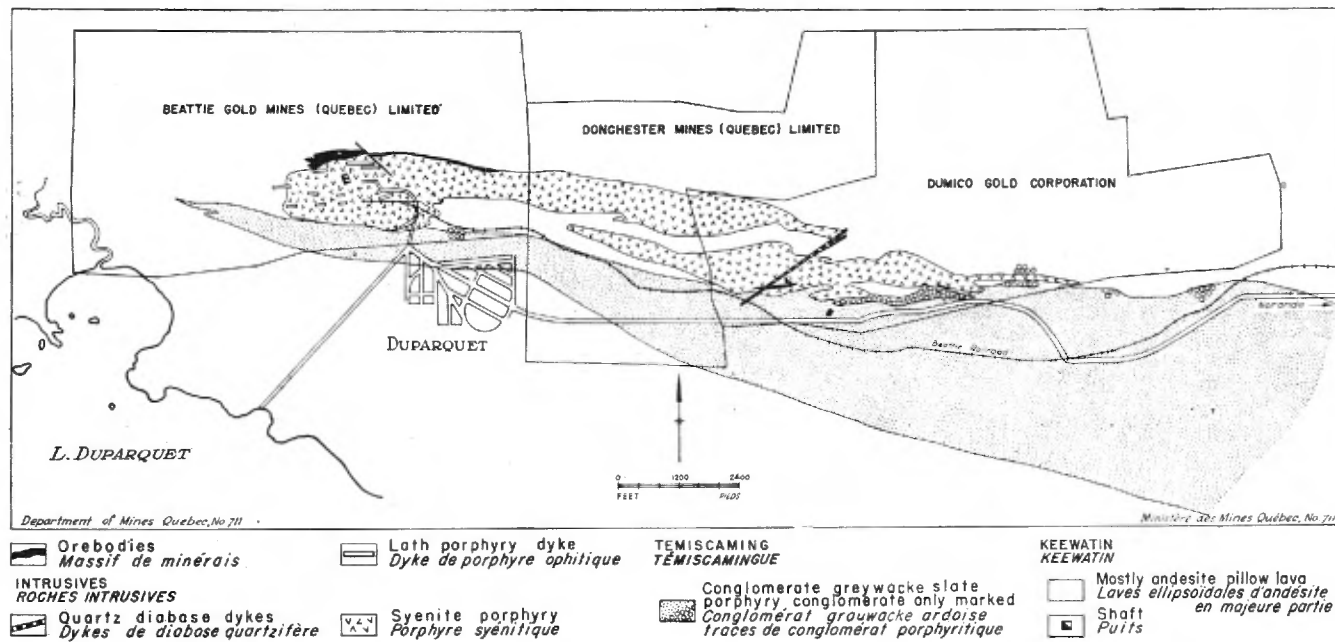 BEATTIE GOLD MINES (QUEBEC) LIMITED
DONCHESTER MINES (QUEBEC) LIMITED
DUMICO GOLD CORPORATION
Noranda
DUPARQUET
Beattie Railroad
L. DUPARQUET
0 1200 2400
FEET PIEDS
Department of Mines Quebec, No 711
Ministère des Mines Québec, No 711
Orebodies
Massif de minérais
INTRUSIVES
ROCHES INTRUSIVES
Quartz diabase dykes
Dykes de diabase quartzifère
Lath porphyry dyke
Dyke de porphyre ophitique
Syenite porphyry
Porphyre syénitique
TEMISCAMING
TÉMISCAMINGUE
Conglomerate greywacke slate
porphyry conglomerate only marked
Conglomérat grauwacke ardoise
traces de conglomérat porphyritique
KEEWATIN
KEEWATIN
Mostly andesite pillow lava
Laves ellipsoïdales d'andésite
en majeure partie
Shaft
Puits